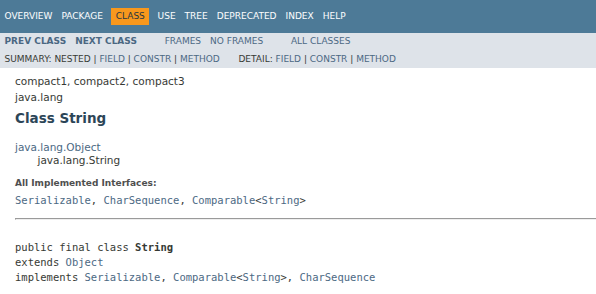 OVERVIEW PACKAGE CLASS USE TREE DEPRECATED INDEX HELP
PREV CLASS NEXT CLASS FRAMES NO FRAMES ALL CLASSES
SUMMARY: NESTED | FIELD | CONSTR | METHOD DETAIL: FIELD | CONSTR | METHOD
compact1, compact2, compact3
java.lang
Class String
java.lang.Object
java.lang.String
All Implemented Interfaces:
Serializable, CharSequence, Comparable<String>
public final class String
extends Object
implements Serializable, Comparable<String>, CharSequence